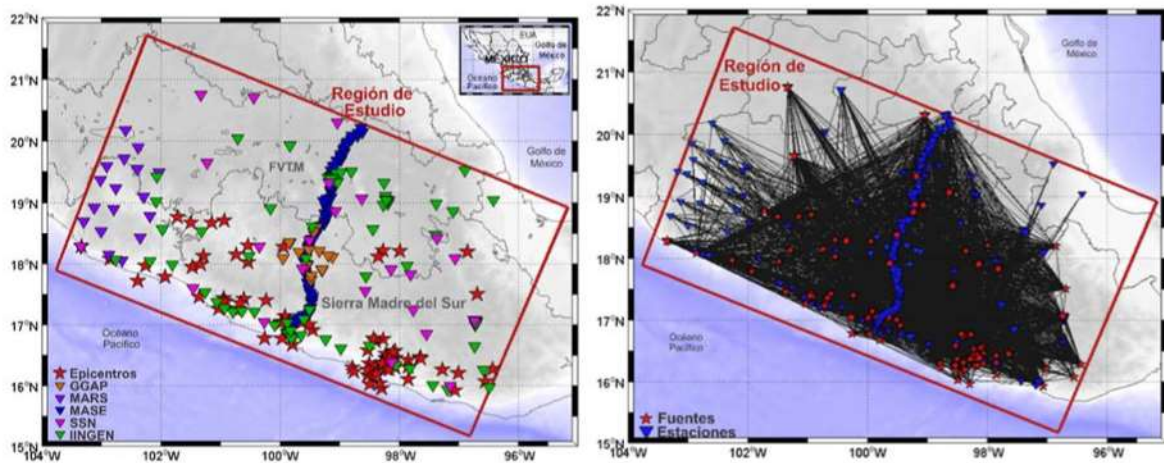 22°N
21°N
20°N
19°N
18°N
17°N
16°N
15°N
104°W
102°W
100°W
98°W
96°W
EUA
Golfo de
México
MÉXICO
Océano
Pacífico
Región de
Estudio
Golfo de
México
FVTM
Sierra Madre del Sur
Océano
Pacífico
Epicentros
GGAP
MARS
MASE
SSN
IINGEN
22°N
21°N
20°N
19°N
18°N
17°N
16°N
15°N
104°W
102°W
100°W
98°W
96°W
Región de
Estudio
Golfo de
México
Océano
Pacífico
Fuentes
Estaciones